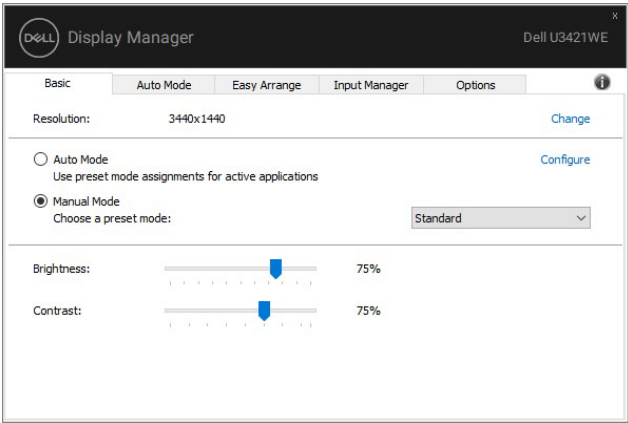 DELL Display Manager Dell U3421WE
x
Basic Auto Mode Easy Arrange Input Manager Options
Resolution: 3440x1440 Change
Auto Mode Configure
Use preset mode assignments for active applications
Manual Mode
Choose a preset mode: Standard
Brightness: 75%
Contrast: 75%